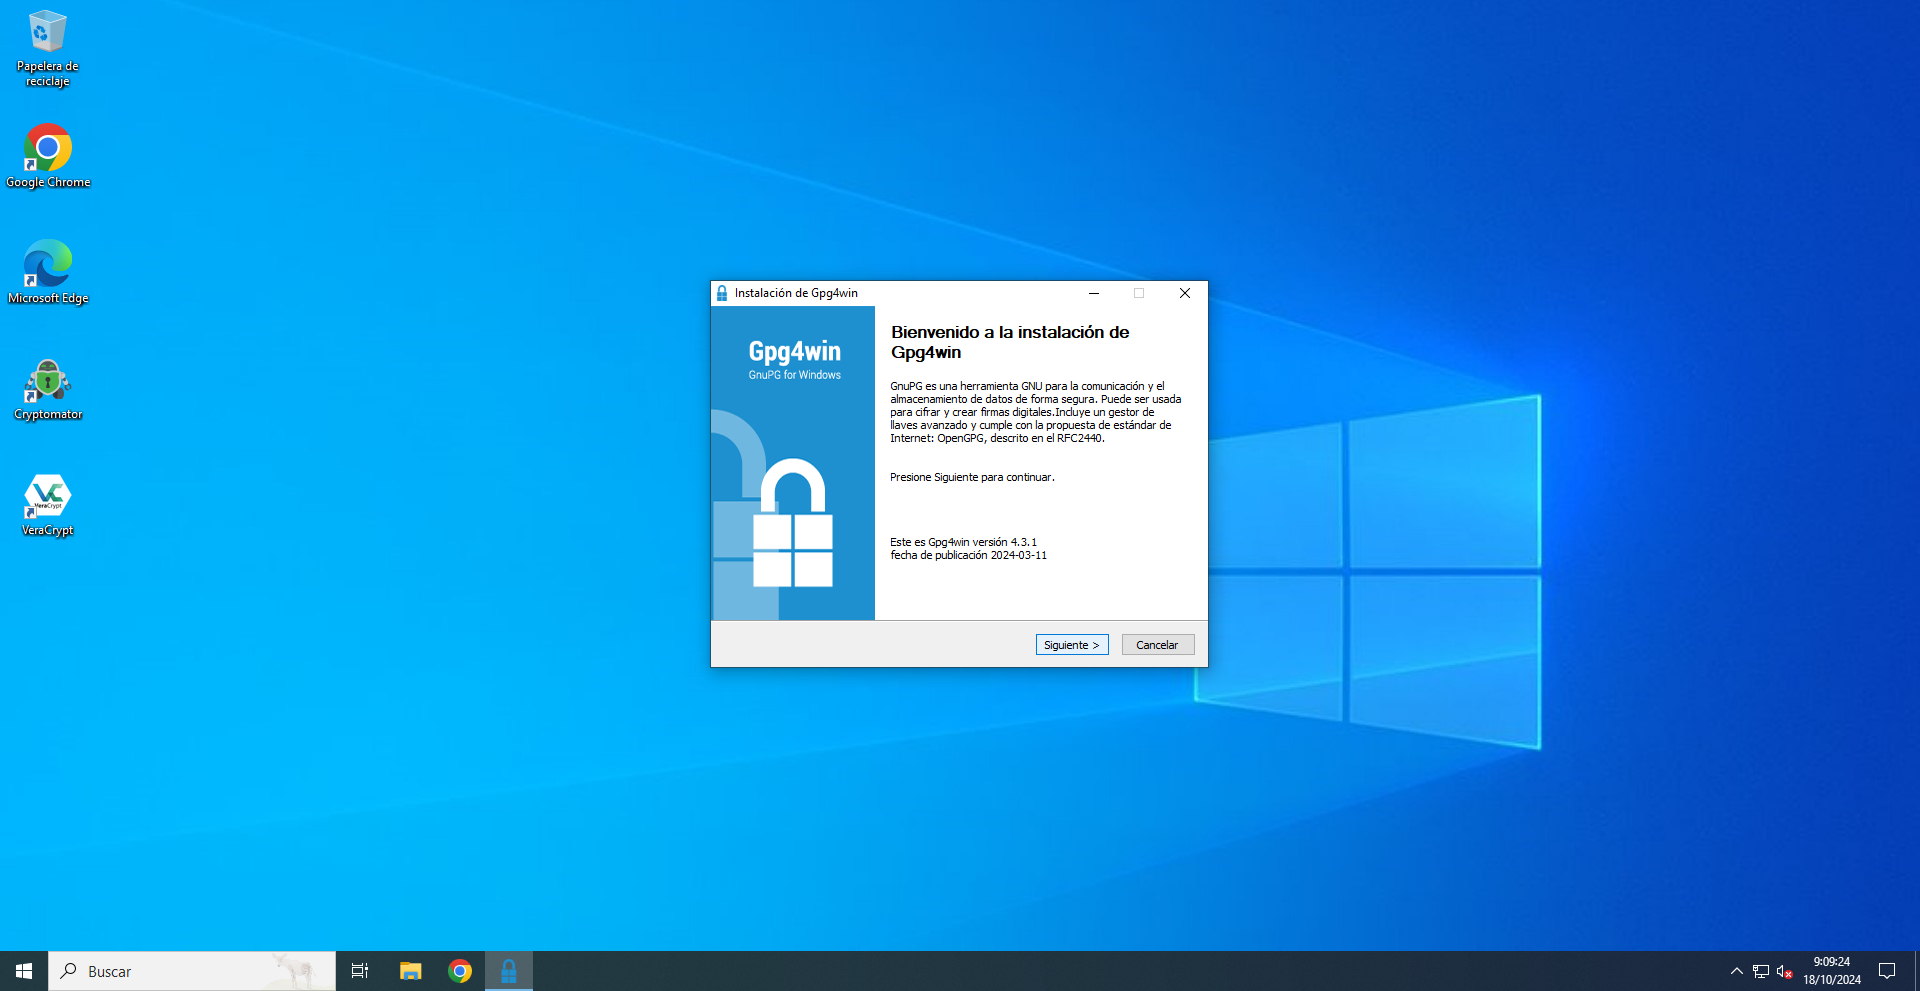 Papelera de
reciclaje
Google Chrome
Microsoft Edge
Cryptomator
VeraCrypt
VeraCrypt
Instalación de Gpg4win
Gpg4win
GnuPG for Windows
Bienvenido a la instalación de
Gpg4win
GnuPG es una herramienta GNU para la comunicación y el
almacenamiento de datos de forma segura. Puede ser usada
para cifrar y crear firmas digitales.Incluye un gestor de
llaves avanzado y cumple con la propuesta de estándar de
Internet: OpenGPG, descrito en el RFC2440.
Presione Siguiente para continuar.
Este es Gpg4win versión 4.3.1
fecha de publicación 2024-03-11
Siguiente >
Cancelar
Buscar
9:09:24
18/10/2024